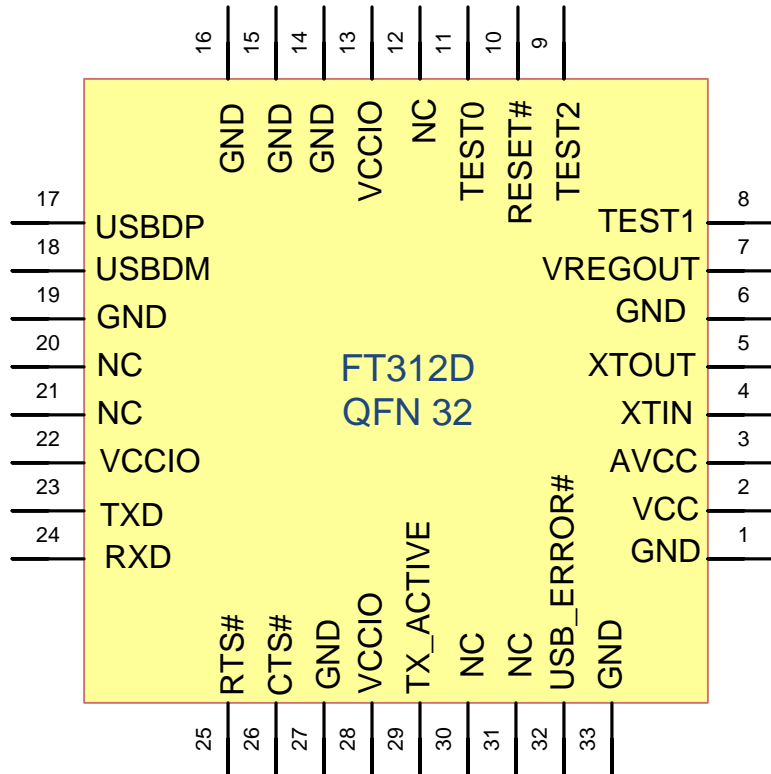 16 15 14 13 12 11 10 9
GND GND GND VCCIO NC TEST0 RESET# TEST2
17 USBDP
18 USBDM
19 GND
20 NC
21 NC
22 VCCIO
23 TXD
24 RXD
FT312D
QFN 32
TEST1 8
VREGOUT 7
GND 6
XTOUT 5
XTIN 4
AVCC 3
VCC 2
GND 1
RTS# CTS# GND VCCIO TX_ACTIVE NC NC USB_ERROR# GND
25 26 27 28 29 30 31 32 33